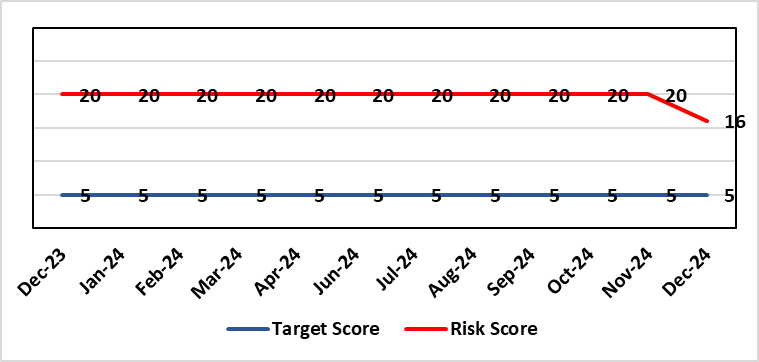 20 20 20 20 20 20 20 20 20 20 20 16
5 5 5 5 5 5 5 5 5 5 5 5
Dec-23 Jan-24 Feb-24 Mar-24 Apr-24 Jun-24 Jul-24 Aug-24 Sep-24 Oct-24 Nov-24 Dec-24
Target Score Risk Score